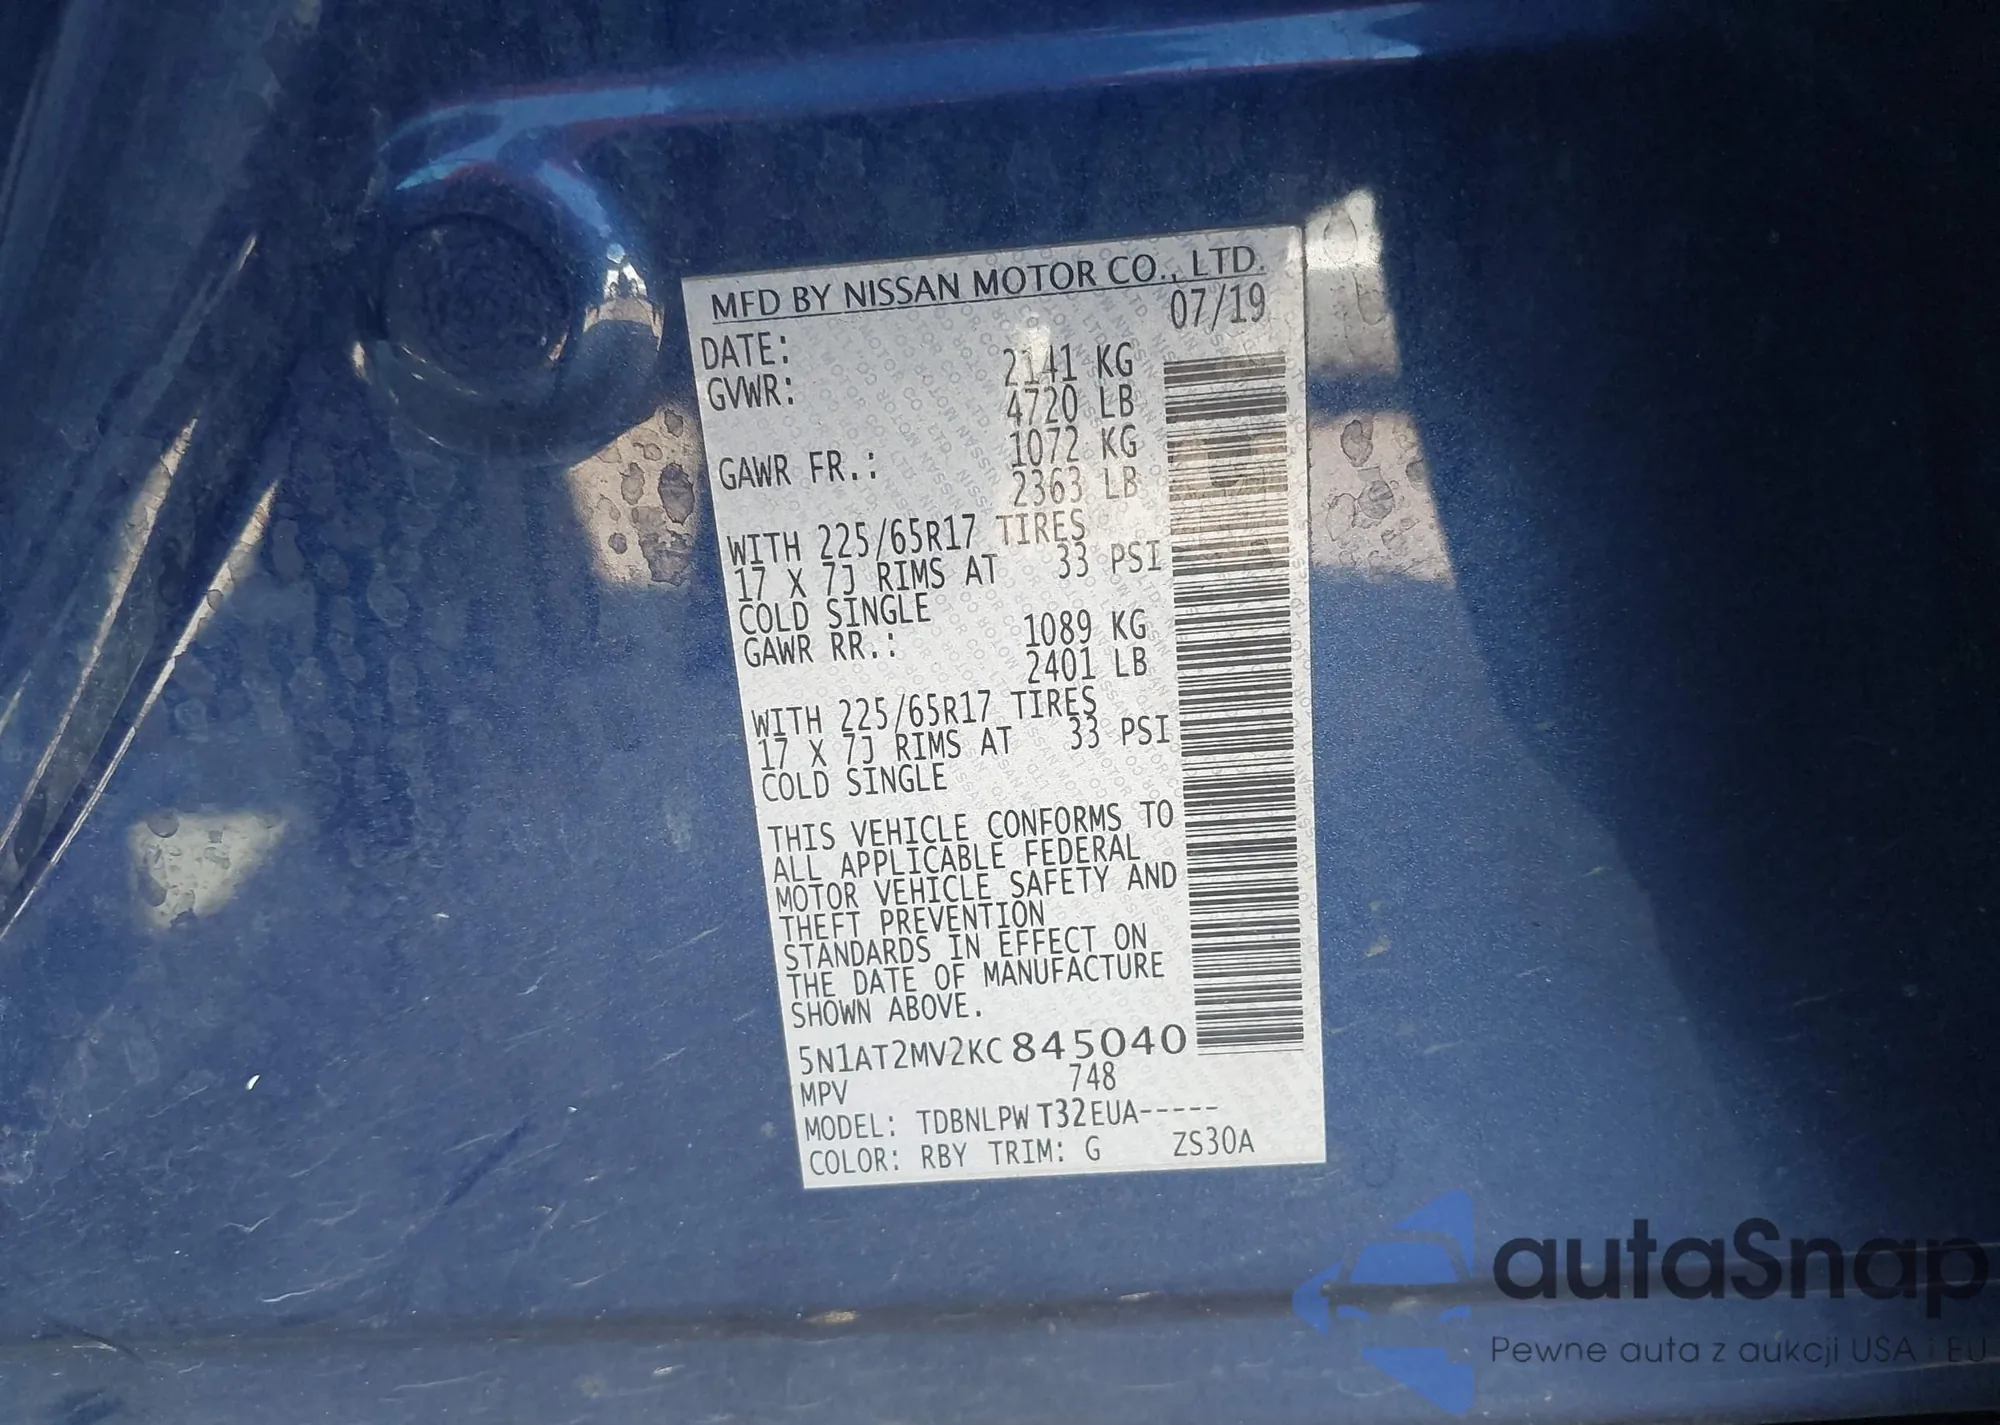 MFD BY NISSAN MOTOR CO., LTD.
DATE: 07/19
GVWR: 2141 KG
4720 LB
GAWR FR.: 1072 KG
2363 LB
WITH 225/65R17 TIRES
17 X 7J RIMS AT 33 PSI
COLD SINGLE
GAWR RR.: 1089 KG
2401 LB
WITH 225/65R17 TIRES
17 X 7J RIMS AT 33 PSI
COLD SINGLE
THIS VEHICLE CONFORMS TO
ALL APPLICABLE FEDERAL
MOTOR VEHICLE SAFETY AND
THEFT PREVENTION
STANDARDS IN EFFECT ON
THE DATE OF MANUFACTURE
SHOWN ABOVE.
5N1AT2MV2KC845040
MPV 748
MODEL: TDBNLPW T32EUA-----
COLOR: RBY TRIM: G ZS30A
autaSnap
Pewne auta z aukcji USA i EU